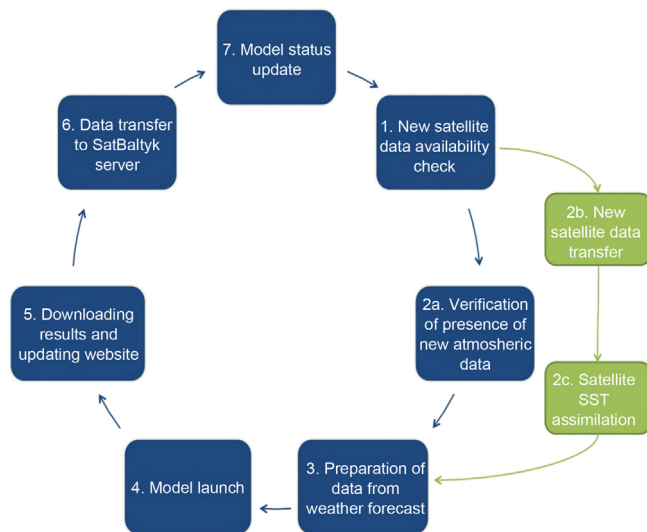 7. Model status
update
1. New satellite
data availability
check
2b. New
satellite data
transfer
2a. Verification
of presence of
new atmosheric
data
2c. Satellite
SST
assimilation
3. Preparation of
data from
weather forecast
4. Model launch
5. Downloading
results and
updating website
6. Data transfer
to SatBaltyk
server